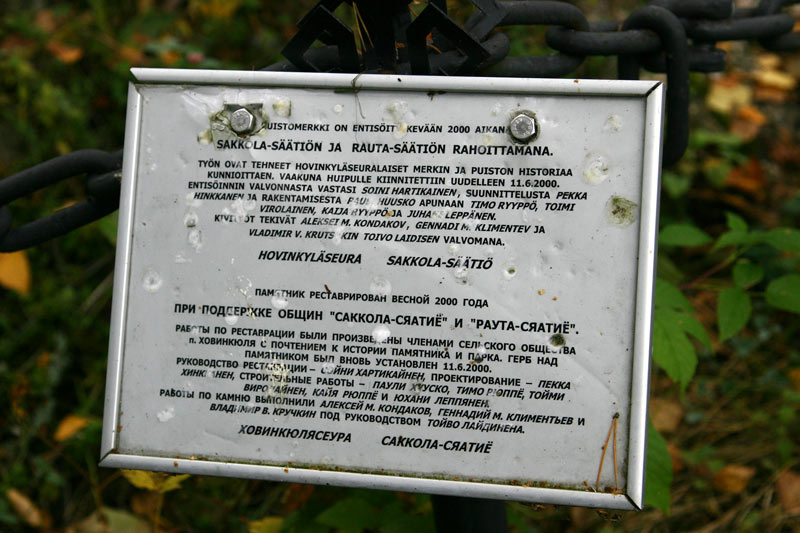 PUISTOMERKKI ON ENTISÖITY KEVÄÄN 2000 AIKANA
SAKKOLA-SÄÄTIÖN JA RAUTA-SÄÄTIÖN RAHOITTAMANA.
TYÖN OVAT TEHNEET HOVINKYLÄSEURALAISET MERKIN JA PUISTON HISTORIAA
KUNNIOITTAEN. VAAKUNA HUIPULLE KIINNITETTIIN UUDELLEEN 11.6.2000.
ENTISÖINNIN VALVONNASTA VASTASI SOINI HARTIKAINEN, SUUNNITTELUSTA PEKKA
HINKKANEN JA RAKENTAMISESTA PAULI HUUSKO APUNAAN TIMO RYYPPÖ, TOIMI
VIROLAINEN, KAIJA RYYPPÖ JA JUHANI LEPPÄNEN.
KIVITYÖT TEKIVÄT ALEKSEI M. KONDAKOV, GENNADI M. KLIMENTEV JA
VLADIMIR V. KRUTSHKIN TOIVO LAIDISEN VALVOMANA.
HOVINKYLÄSEURA SAKKOLA-SÄÄTIÖ
ПАМЯТНИК РЕСТАВРИРОВАН ВЕСНОЙ 2000 ГОДА
ПРИ ПОДДЕРЖКЕ ОБЩИН "САККОЛА-СЯАТИЁ" И "РАУТА-СЯАТИЁ".
РАБОТЫ ПО РЕСТАВРАЦИИ БЫЛИ ПРОИЗВЕДЕНЫ ЧЛЕНАМИ СЕЛЬСКОГО ОБЩЕСТВА
п. ХОВИНКЮЛЯ С ПОЧТЕНИЕМ К ИСТОРИИ ПАМЯТНИКА И ПАРКА. ГЕРБ НАД
ПАМЯТНИКОМ БЫЛ ВНОВЬ УСТАНОВЛЕН 11.6.2000.
РУКОВОДСТВО РЕСТАВРАЦИИ – СОЙНИ ХАРТИКАЙНЕН, ПРОЕКТИРОВАНИЕ – ПЕККА
ХИНККАНЕН, СТРОИТЕЛЬНЫЕ РАБОТЫ – ПАУЛИ ХУУСКО, ТИМО РЮППЁ, ТОЙМИ
ВИРОЛАЙНЕН, КАЙЯ РЮППЁ И ЮХАНИ ЛЕППЯНЕН.
РАБОТЫ ПО КАМНЮ ВЫПОЛНИЛИ АЛЕКСЕЙ М. КОНДАКОВ, ГЕННАДИЙ М. КЛИМЕНТЬЕВ И
ВЛАДИМИР В. КРУЧКИН ПОД РУКОВОДСТВОМ ТОЙВО ЛАЙДИНЕНА.
ХОВИНКЮЛЯСЕУРА САККОЛА-СЯАТИЁ